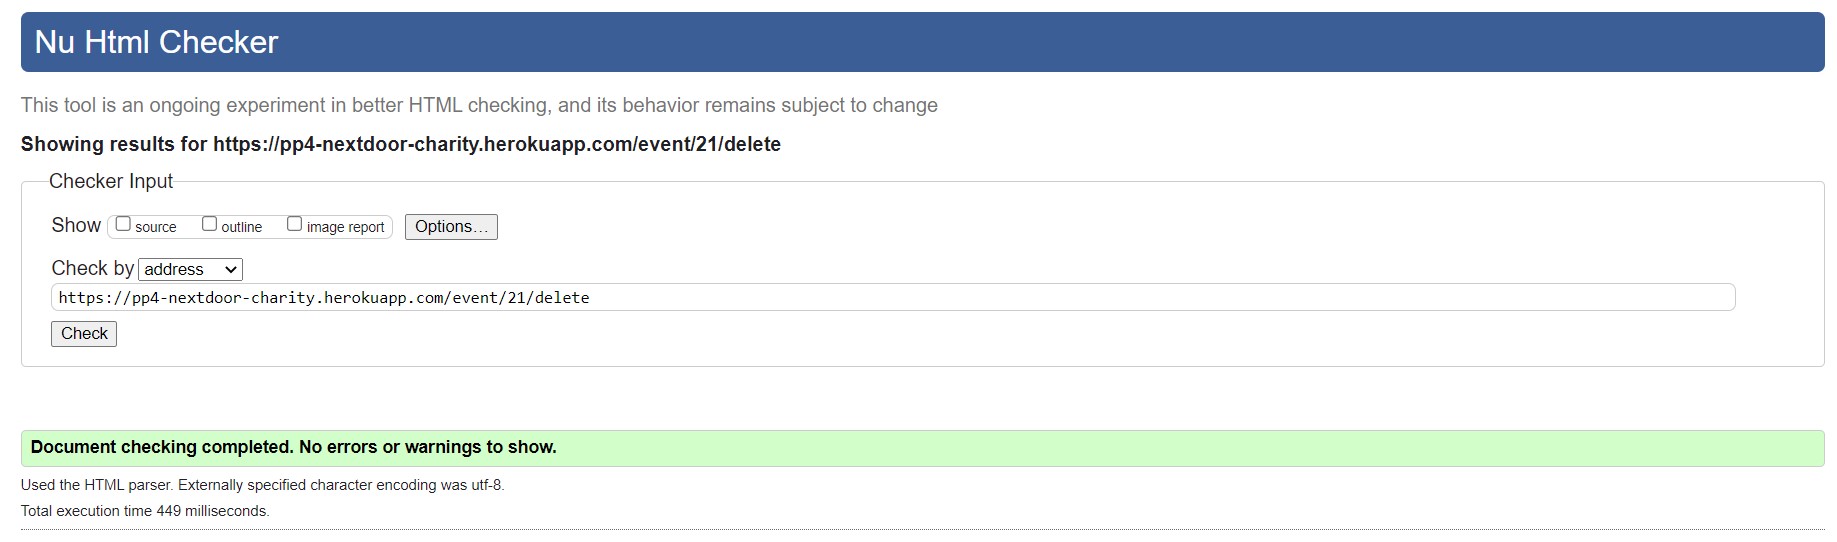 Nu Html Checker
This tool is an ongoing experiment in better HTML checking, and its behavior remains subject to change
Showing results for https://pp4-nextdoor-charity.herokuapp.com/event/21/delete
Checker Input
Show source outline image report Options...
Check by address
https://pp4-nextdoor-charity.herokuapp.com/event/21/delete
Check
Document checking completed. No errors or warnings to show.
Used the HTML parser. Externally specified character encoding was utf-8.
Total execution time 449 milliseconds.